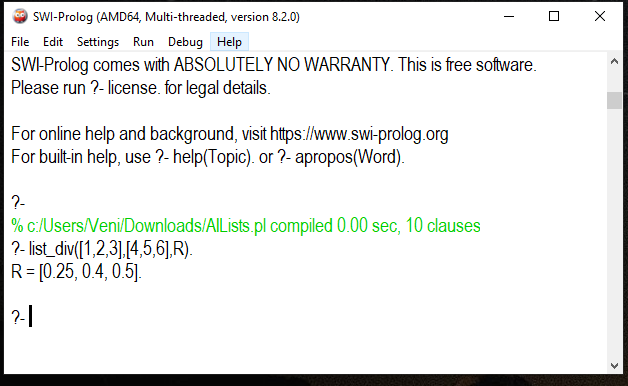 SWI-Prolog (AMD64, Multi-threaded, version 8.2.0)
File Edit Settings Run Debug Help
SWI-Prolog comes with ABSOLUTELY NO WARRANTY. This is free software.
Please run ?- license. for legal details.
For online help and background, visit https://www.swi-prolog.org
For built-in help, use ?- help(Topic). or ?- apropos(Word).
?-
% c:/Users/Veni/Downloads/AILists.pl compiled 0.00 sec, 10 clauses
?- list_div([1,2,3],[4,5,6],R).
R = [0.25, 0.4, 0.5].
?-